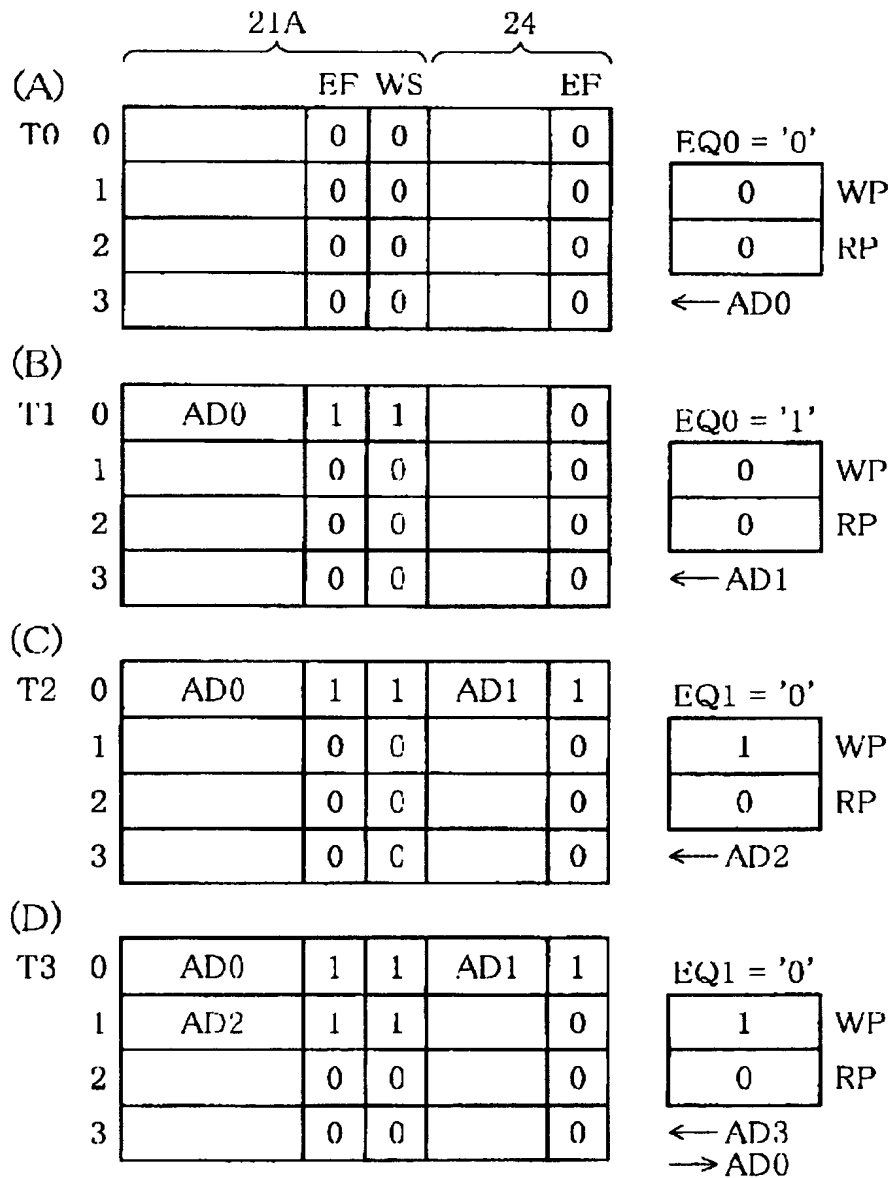 21A 24
(A) EF WS EF
T0 0 0 0 0 EQ0 = '0'
1 0 0 0 0 WP
2 0 0 0 0 RP
3 0 0 0 ← AD0
(B)
T1 0 AD0 1 1 0 EQ0 = '1'
1 0 0 0 0 WP
2 0 0 0 0 RP
3 0 0 0 ← AD1
(C)
T2 0 AD0 1 1 AD1 1 EQ1 = '0'
1 0 0 0 1 WP
2 0 0 0 0 RP
3 0 0 0 ← AD2
(D)
T3 0 AD0 1 1 AD1 1 EQ1 = '0'
1 AD2 1 1 0 1 WP
2 0 0 0 0 RP
3 0 0 0 ← AD3
→ AD0